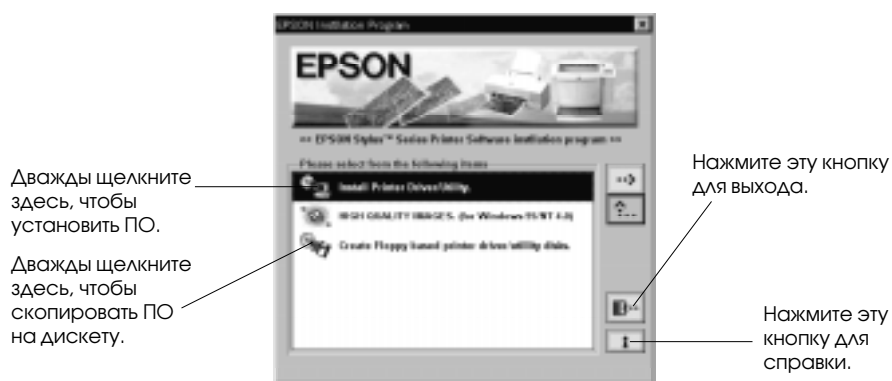 EPSON Instllation Program
EPSON
<< EPSON Stylus™ Series Printer Software instllation program >>
Please select from the following items
Install Printer Driver/Utility.
HIGH QUALITY IMAGES. (for Windows 95/NT 4.0)
Create Floppy based printer driver/utility disks.
Дважды щелкните
здесь, чтобы
установить ПО.
Дважды щелкните
здесь, чтобы
скопировать ПО
на дискету.
Нажмите эту кнопку
для выхода.
Нажмите эту
кнопку для
справки.